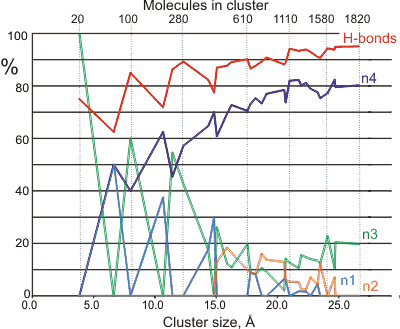 Molecules in cluster
20 100 280 610 1110 1580 1820
%
100
80
60
40
20
0
H-bonds
n4
n3
n1
n2
0.0 5.0 10.0 15.0 20.0 25.0
Cluster size, Å